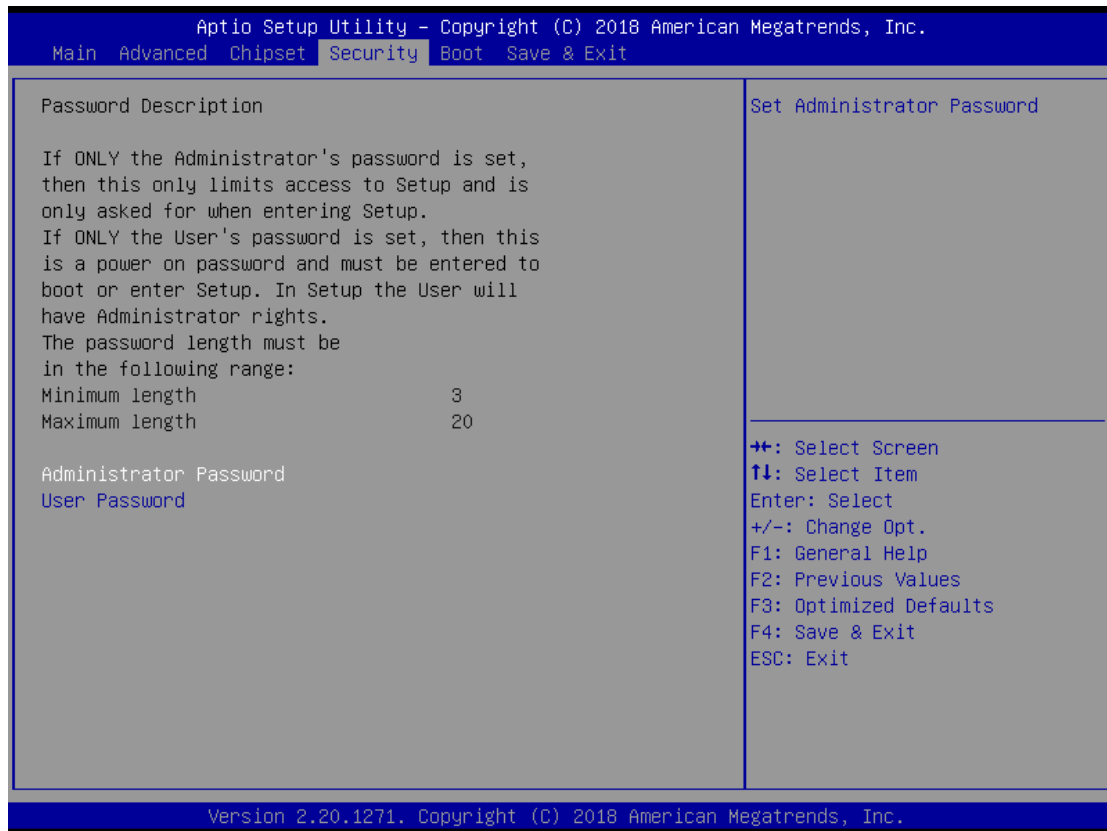 Aptio Setup Utility – Copyright (C) 2018 American Megatrends, Inc.
Main Advanced Chipset Security Boot Save & Exit
Password Description
If ONLY the Administrator's password is set,
then this only limits access to Setup and is
only asked for when entering Setup.
If ONLY the User's password is set, then this
is a power on password and must be entered to
boot or enter Setup. In Setup the User will
have Administrator rights.
The password length must be
in the following range:
Minimum length 3
Maximum length 20
Administrator Password
User Password
Set Administrator Password
→←: Select Screen
↑↓: Select Item
Enter: Select
+/-: Change Opt.
F1: General Help
F2: Previous Values
F3: Optimized Defaults
F4: Save & Exit
ESC: Exit
Version 2.20.1271. Copyright (C) 2018 American Megatrends, Inc.